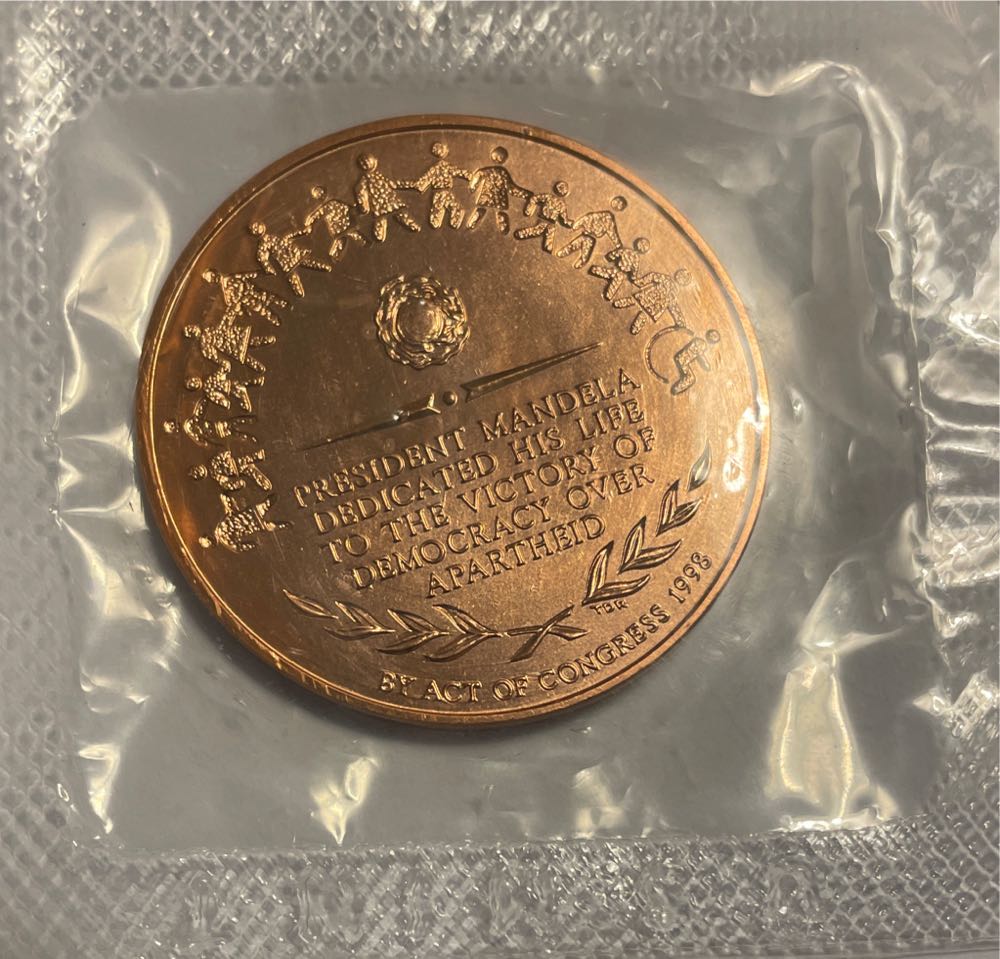 PRESIDENT MANDELA
DEDICATED HIS LIFE
TO THE VICTORY OF
DEMOCRACY OVER
APARTHEID
TBR
BY ACT OF CONGRESS 1998